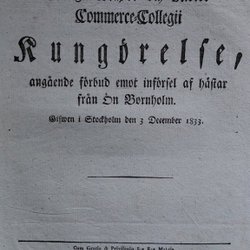 Commerce-Collegii
Kungörelse,
angående förbud emot införsel af hästar
från Ön Bornholm.
Gifwen i Stockholm den 3 December 1833.